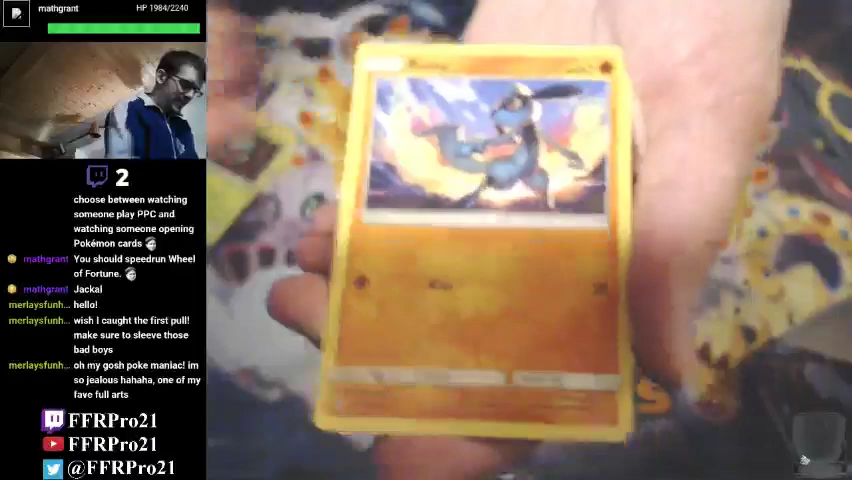 mathgrant HP 1984/2240
2
choose between watching
someone play PPC and
watching someone opening
Pokémon cards
mathgrant You should speedrun Wheel
of Fortune.
mathgrant Jackal
merlaysfunh... hello!
merlaysfunh... wish I caught the first pull!
make sure to sleeve those
bad boys
merlaysfunh... oh my gosh poke maniac! im
so jealous hahaha, one of my
fave full arts
FFRPro21
FFRPro21
@FFRPro21